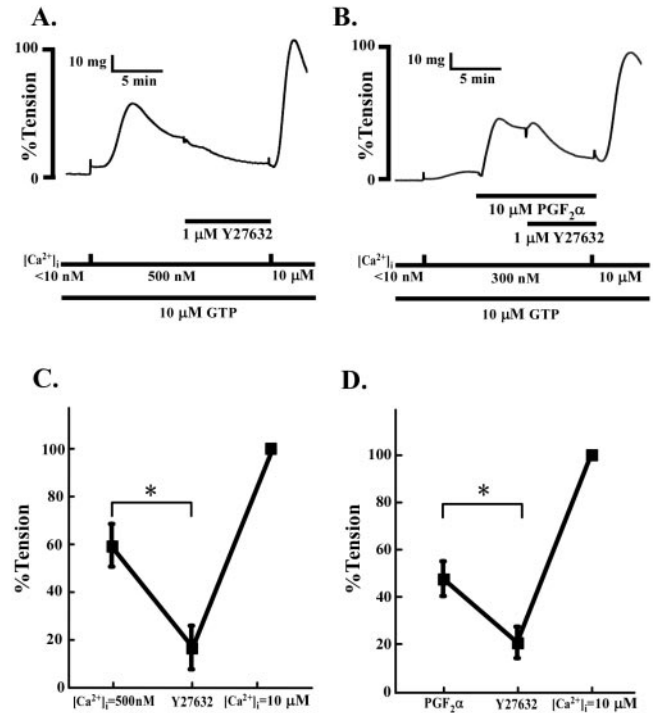 A.
100
10 mg
5 min
%Tension
0
1 µM Y27632
[Ca²⁺]ᵢ
<10 nM 500 nM 10 µM
10 µM GTP
B.
100
10 mg
5 min
%Tension
0
10 µM PGF₂α
1 µM Y27632
[Ca²⁺]ᵢ
<10 nM 300 nM 10 µM
10 µM GTP
C.
100
*
80
60
%Tension
40
20
0
[Ca²⁺]ᵢ=500nM Y27632 [Ca²⁺]ᵢ=10 µM
D.
100
*
80
60
%Tension
40
20
0
PGF₂α Y27632 [Ca²⁺]ᵢ=10 µM